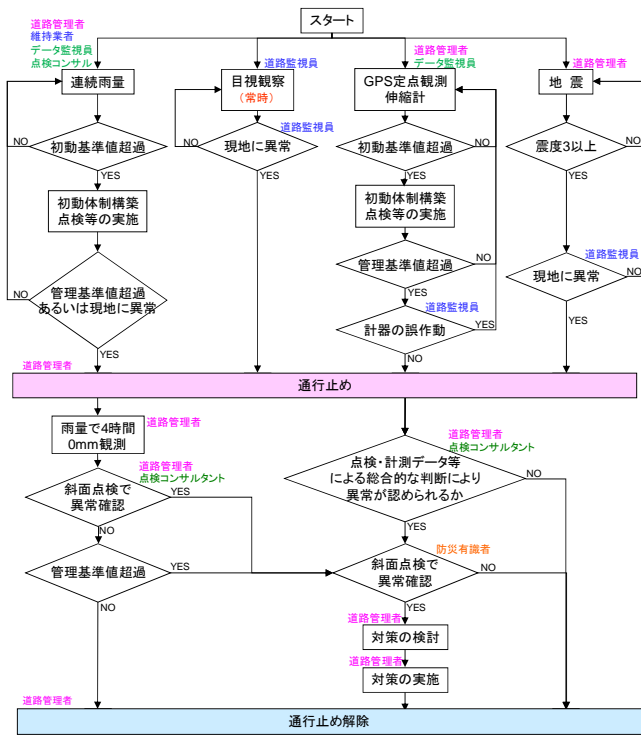 スタート
道路管理者
維持業者
データ監視員
点検コンサル
連続雨量
NO
初動基準値超過
YES
初動体制構築
点検等の実施
管理基準値超過
あるいは現地に異常
NO
YES
道路監視員
目視観察
(常時)
道路監視員
NO
現地に異常
YES
道路管理者
データ監視員
GPS定点観測
伸縮計
初動基準値超過
NO
YES
初動体制構築
点検等の実施
管理基準値超過
NO
YES
道路監視員
計器の誤作動
YES
NO
道路管理者
地 震
震度3以上
NO
YES
道路監視員
現地に異常
NO
YES
道路管理者
通行止め
雨量で4時間
0mm観測
道路管理者
道路管理者
点検コンサルタント
斜面点検で
異常確認
YES
NO
管理基準値超過
YES
NO
道路管理者
点検コンサルタント
点検・計測データ等
による総合的な判断により
異常が認められるか
NO
YES
防災有識者
斜面点検で
異常確認
NO
YES
道路管理者
対策の検討
道路管理者
対策の実施
道路管理者
通行止め解除